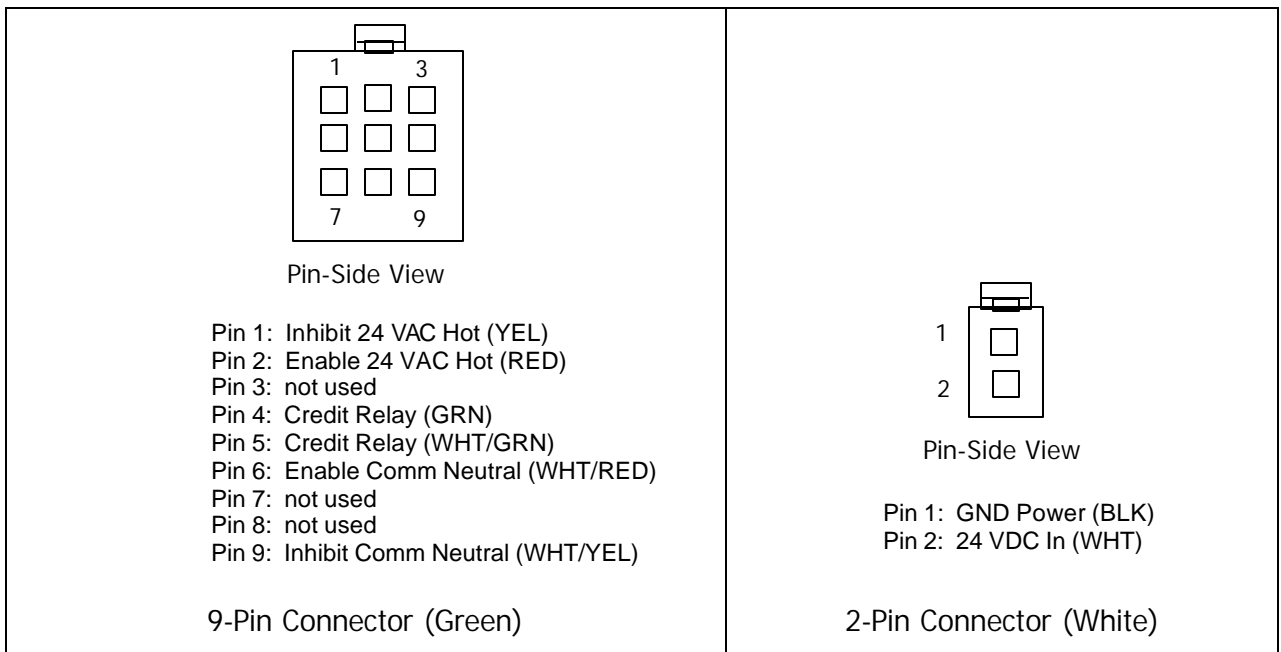 1 3
7 9
Pin-Side View
Pin 1: Inhibit 24 VAC Hot (YEL)
Pin 2: Enable 24 VAC Hot (RED)
Pin 3: not used
Pin 4: Credit Relay (GRN)
Pin 5: Credit Relay (WHT/GRN)
Pin 6: Enable Comm Neutral (WHT/RED)
Pin 7: not used
Pin 8: not used
Pin 9: Inhibit Comm Neutral (WHT/YEL)
9-Pin Connector (Green)
1
2
Pin-Side View
Pin 1: GND Power (BLK)
Pin 2: 24 VDC In (WHT)
2-Pin Connector (White)